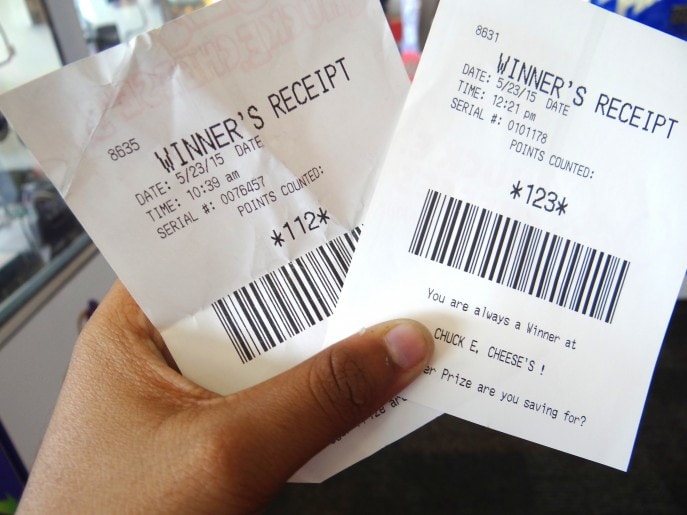 8635
WINNER'S RECEIPT
DATE: 5/23/15 DATE
TIME: 10:39 am
SERIAL #: 0076457
POINTS COUNTED:
*112*
8631
WINNER'S RECEIPT
DATE: 5/23/15 DATE
TIME: 12:21 pm
SERIAL #: 0101178
POINTS COUNTED:
*123*
You are always a Winner at
CHUCK E. CHEESE'S !
Prize are you saving for?
Prize are